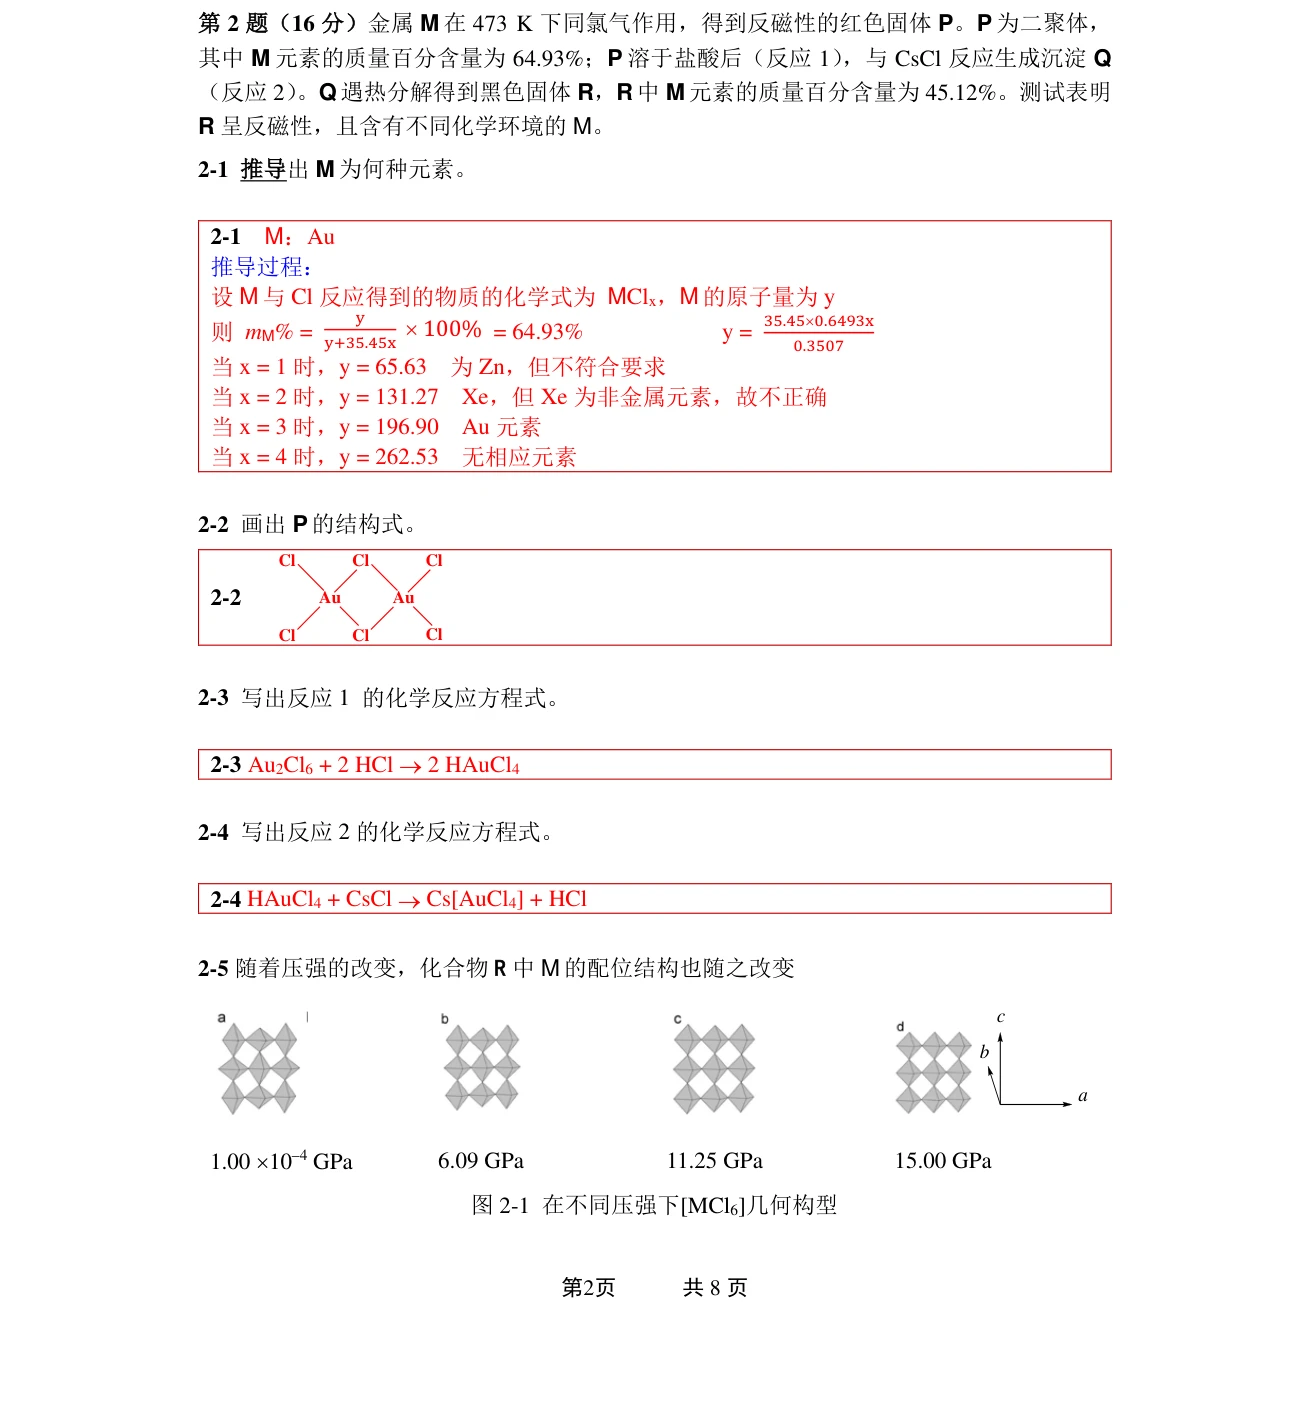 第 2 题（16 分）金属 M 在 473 K 下同氯气作用，得到反磁性的红色固体 P。P 为二聚体，
其中 M 元素的质量百分含量为 64.93%；P 溶于盐酸后（反应 1），与 CsCl 反应生成沉淀 Q
（反应 2）。Q 遇热分解得到黑色固体 R，R 中 M 元素的质量百分含量为 45.12%。测试表明
R 呈反磁性，且含有不同化学环境的 M。
2-1 推导出 M 为何种元素。
2-1 M：Au
推导过程：
设 M 与 Cl 反应得到的物质的化学式为 MClₓ，M 的原子量为 y
则 mM% = y/(y+35.45x) × 100% = 64.93% y = (35.45×0.6493x)/0.3507
当 x = 1 时，y = 65.63 为 Zn，但不符合要求
当 x = 2 时，y = 131.27 Xe，但 Xe 为非金属元素，故不正确
当 x = 3 时，y = 196.90 Au 元素
当 x = 4 时，y = 262.53 无相应元素
2-2 画出 P 的结构式。
Cl Cl Cl
2-2 Au Au
Cl Cl Cl
2-3 写出反应 1 的化学反应方程式。
2-3 Au₂Cl₆ + 2 HCl → 2 HAuCl₄
2-4 写出反应 2 的化学反应方程式。
2-4 HAuCl₄ + CsCl → Cs[AuCl₄] + HCl
2-5 随着压强的改变，化合物 R 中 M 的配位结构也随之改变
a b c d c b a
1.00 ×10⁻⁴ GPa 6.09 GPa 11.25 GPa 15.00 GPa
图 2-1 在不同压强下[MCl₆]几何构型
第2页 共 8 页